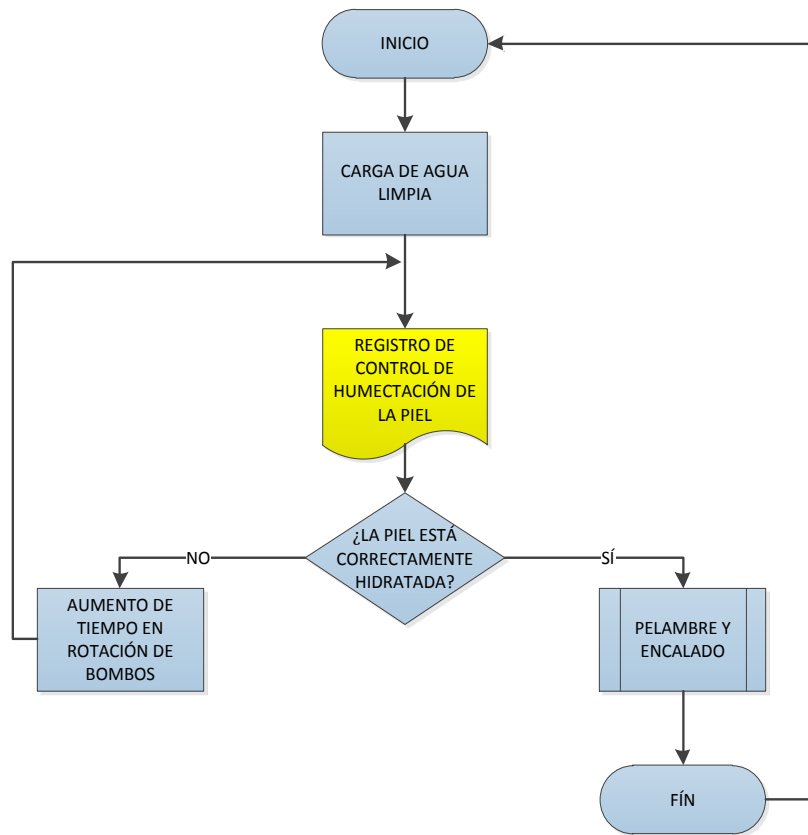 INICIO
CARGA DE AGUA
LIMPIA
REGISTRO DE
CONTROL DE
HUMECTACIÓN DE
LA PIEL
¿LA PIEL ESTÁ
CORRECTAMENTE
HIDRATADA?
NO
SÍ
AUMENTO DE
TIEMPO EN
ROTACIÓN DE
BOMBOS
PELAMBRE Y
ENCALADO
FÍN